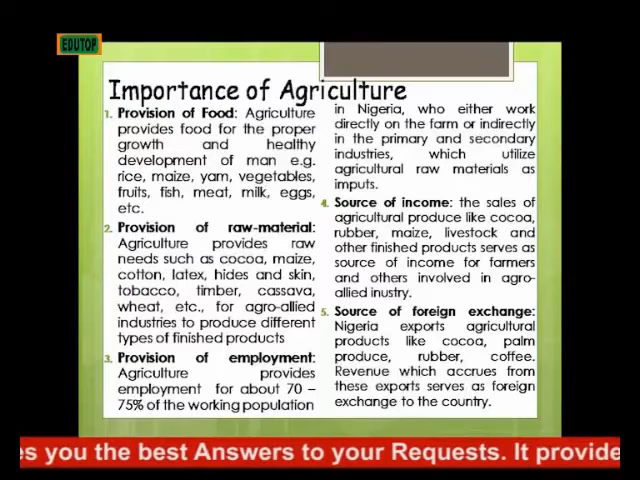 EDUTOP
Importance of Agriculture
1. Provision of Food: Agriculture
provides food for the proper
growth and healthy
development of man e.g.
rice, maize, yam, vegetables,
fruits, fish, meat, milk, eggs,
etc.
2. Provision of raw-material:
Agriculture provides raw
needs such as cocoa, maize,
cotton, latex, hides and skin,
tobacco, timber, cassava,
wheat, etc., for agro-allied
industries to produce different
types of finished products
3. Provision of employment:
Agriculture provides
employment for about 70 –
75% of the working population
in Nigeria, who either work
directly on the farm or indirectly
in the primary and secondary
industries, which utilize
agricultural raw materials as
imputs.
4. Source of income: the sales of
agricultural produce like cocoa,
rubber, maize, livestock and
other finished products serves as
source of income for farmers
and others involved in agro-
allied inustry.
5. Source of foreign exchange:
Nigeria exports agricultural
products like cocoa, palm
produce, rubber, coffee.
Revenue which accrues from
these exports serves as foreign
exchange to the country.
es you the best Answers to your Requests. It provide